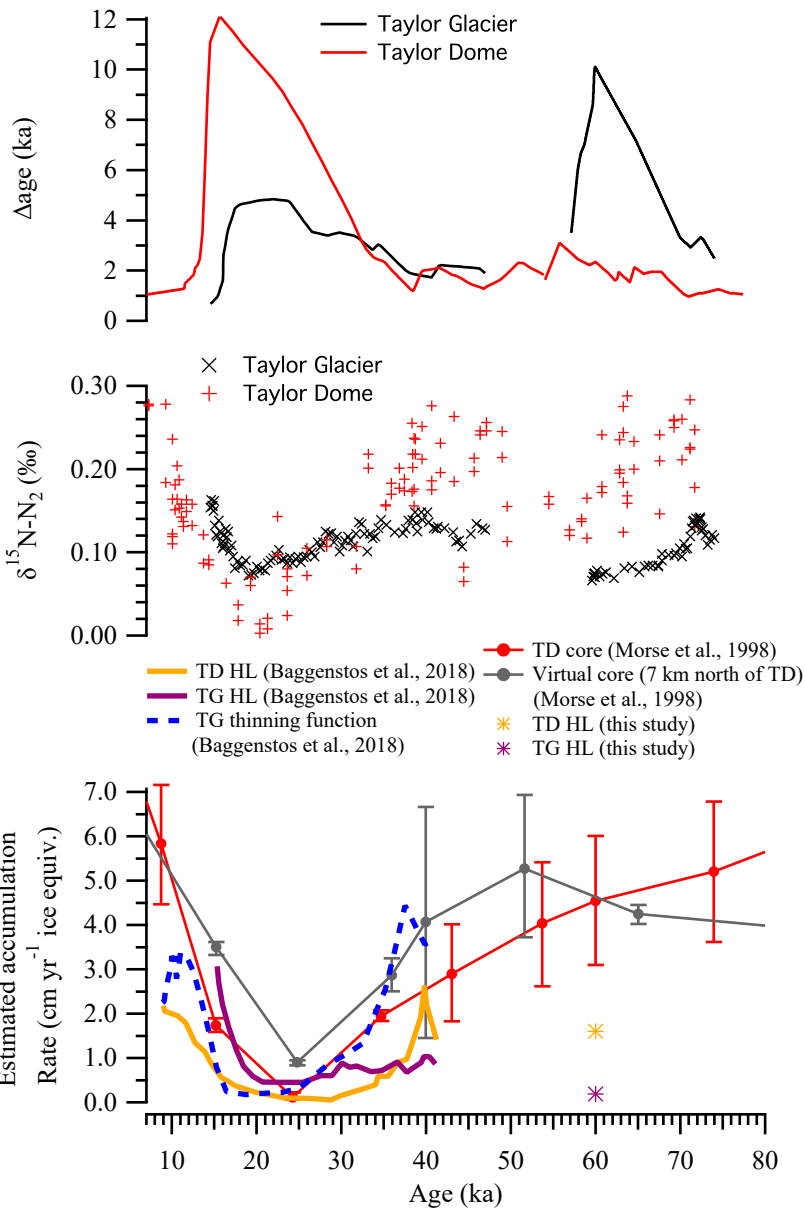 12
10
8
6
4
2
0
Δage (ka)
Taylor Glacier
Taylor Dome
0.30
0.20
0.10
0.00
δ15N-N2 (‰)
Taylor Glacier
Taylor Dome
TD HL (Baggenstos et al., 2018)
TG HL (Baggenstos et al., 2018)
TG thinning function
(Baggenstos et al., 2018)
TD core (Morse et al., 1998)
Virtual core (7 km north of TD)
(Morse et al., 1998)
TD HL (this study)
TG HL (this study)
7.0
6.0
5.0
4.0
3.0
2.0
1.0
0.0
Estimated accumulation
Rate (cm yr-1 ice equiv.)
10 20 30 40 50 60 70 80
Age (ka)